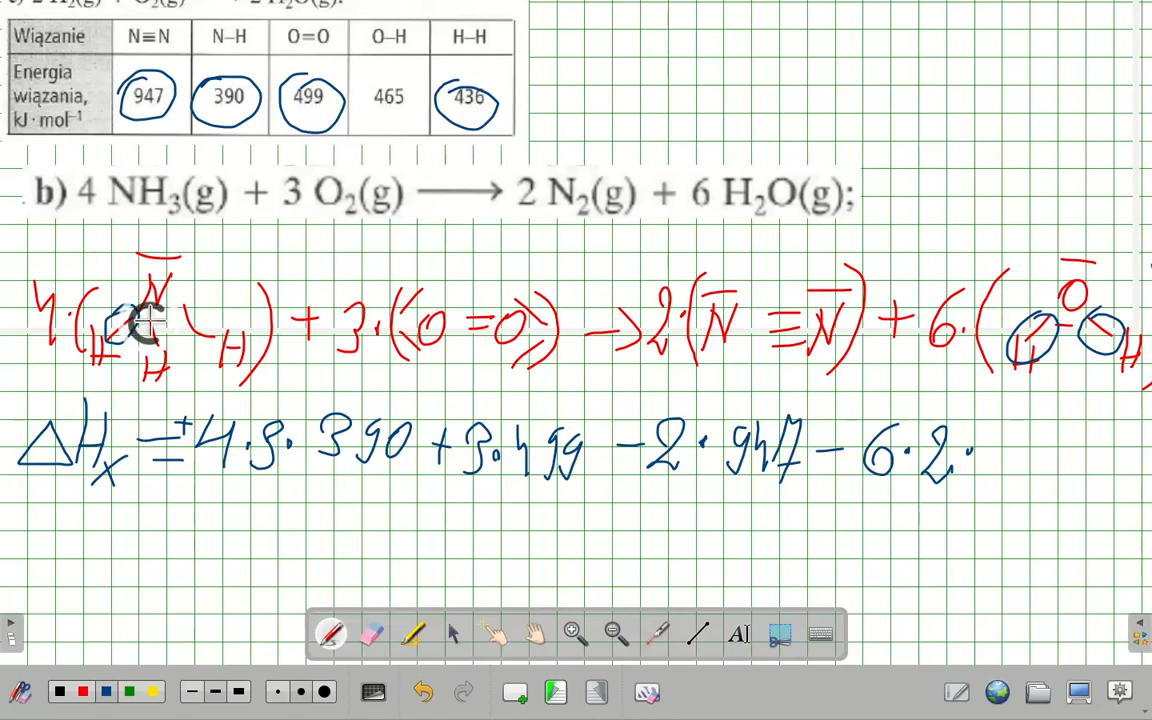 Wiązanie N≡N N–H O=O O–H H–H
Energia wiązania, kJ·mol⁻¹ 947 390 499 465 436
b) 4 NH₃(g) + 3 O₂(g) ⟶ 2 N₂(g) + 6 H₂O(g);
4·(H N H H) + 3·(O=O) → 2·(N≡N) + 6·(H O H
ΔHₓ = +4·3·390 + 3·499 − 2·947 − 6·2·